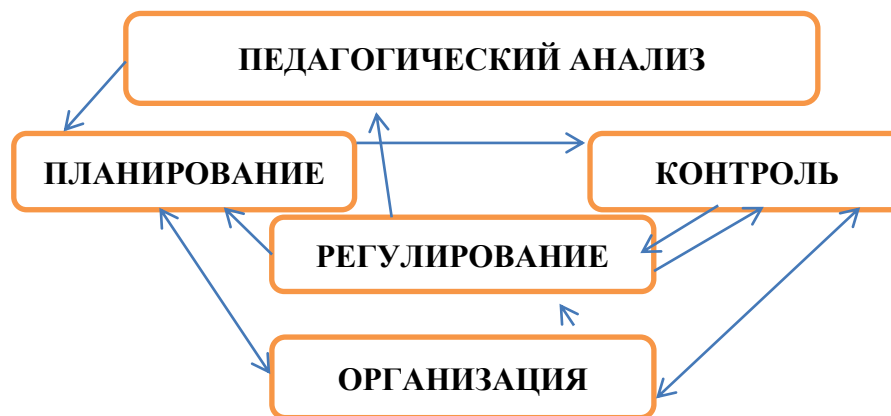 ПЕДАГОГИЧЕСКИЙ АНАЛИЗ
ПЛАНИРОВАНИЕ
КОНТРОЛЬ
РЕГУЛИРОВАНИЕ
ОРГАНИЗАЦИЯ